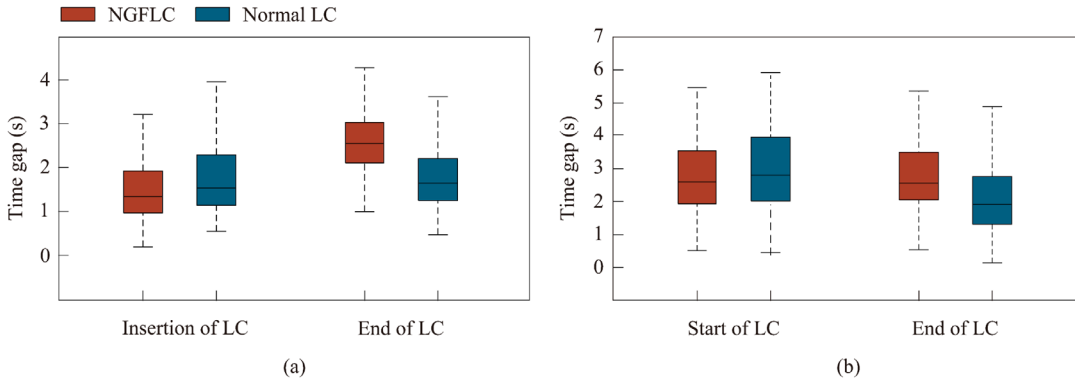 NGFLC Normal LC
Time gap (s)
4
3
2
1
0
Insertion of LC End of LC
(a)
Time gap (s)
7
6
5
4
3
2
1
0
-1
Start of LC End of LC
(b)